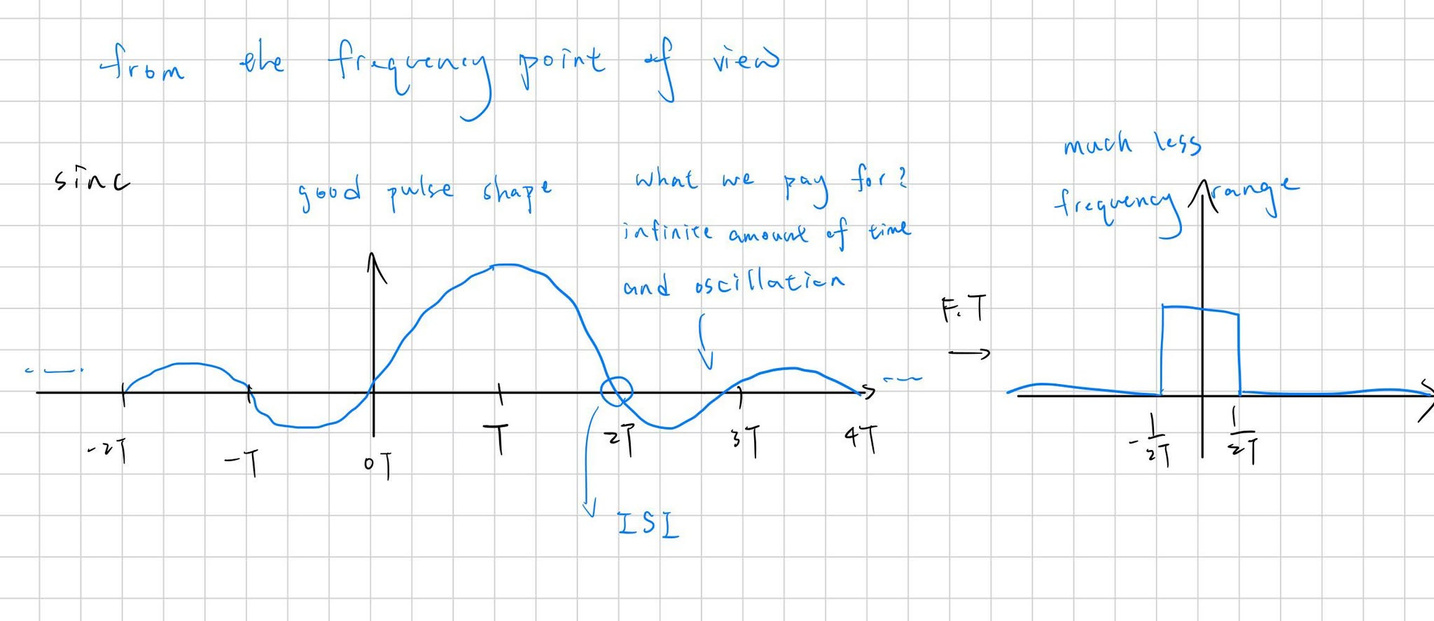 from the frequency point of view
sinc
good pulse shape
what we pay for?
infinite amount of time
and oscillation
-2T
-T
0T
T
2T
3T
4T
ISI
F.T
much less
frequency range
-1/2T
1/2T